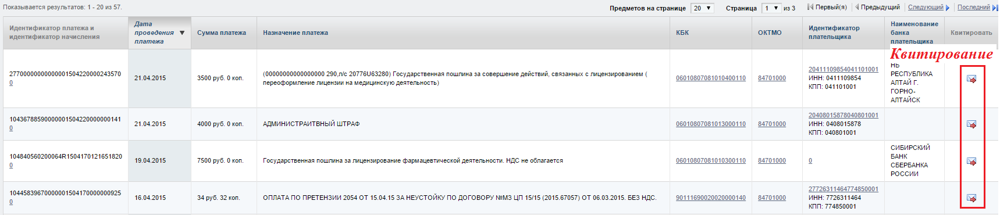 Показывается результатов: 1 - 20 из 57.
Предметов на странице 20 Страница 1 из 3 Первый(я) Предыдущий Следующий Последний
Идентификатор платежа и идентификатор начисления
Дата проведения платежа
Сумма платежа
Назначение платежа
КБК
ОКТМО
Идентификатор плательщика
Наименование банка плательщика
Квитировать
Квитирование
27700000000000001504220000243570
0
21.04.2015
3500 руб. 0 коп.
(00000000000000000 290,л/с 20776U63280) Государственная пошлина за совершение действий, связанных с лицензированием (
переоформление лицензии на медицинскую деятельность)
06010807081010400110
84701000
20411109854041101001
ИНН: 0411109854
КПП: 041101001
НБ
РЕСПУБЛИКА
АЛТАЙ Г.
ГОРНО-
АЛТАЙСК
10436788590000001504220000000141
0
21.04.2015
4000 руб. 0 коп.
АДМИНИСТРАИТВНЫЙ ШТРАФ
06010807081013000110
84701000
20408015878040801001
ИНН: 0408015878
КПП: 040801001
104840560200064R1504170121651820
0
19.04.2015
7500 руб. 0 коп.
Государственная пошлина за лицензирование фармацевтической деятельности. НДС не облагается
06010807081010300110
84701000
0
СИБИРСКИЙ
БАНК
СБЕРБАНКА
РОССИИ
10445839670000001504170000000925
0
16.04.2015
34 руб. 32 коп.
ОПЛАТА ПО ПРЕТЕНЗИИ 2054 ОТ 15.04.15 ЗА НЕУСТОЙКУ ПО ДОГОВОРУ №МЗ ЦП 15/15 (2015.67057) ОТ 06.03.2015. БЕЗ НДС.
90111690020020000140
84701000
27726311464774850001
ИНН: 7726311464
КПП: 774850001